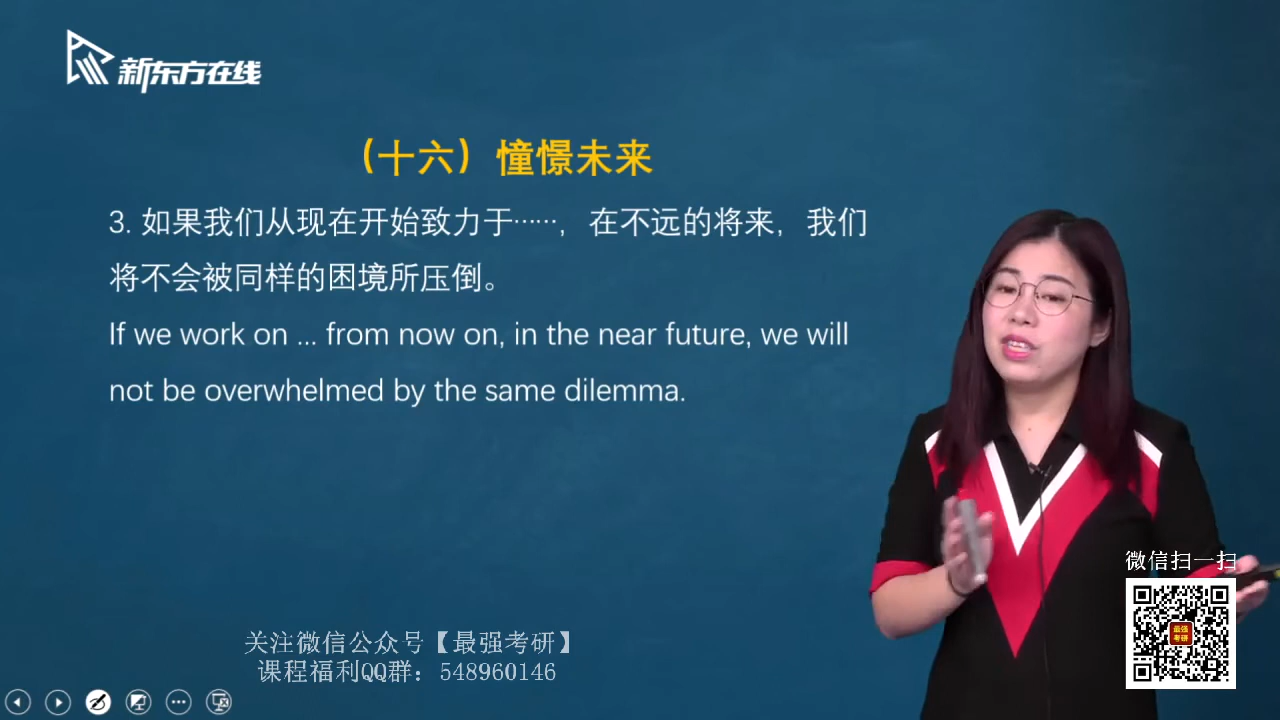 新东方在线
（十六）憧憬未来
3. 如果我们从现在开始致力于……，在不远的将来，我们
将不会被同样的困境所压倒。
If we work on ... from now on, in the near future, we will
not be overwhelmed by the same dilemma.
微信扫一扫
最强
考研
关注微信公众号【最强考研】
课程福利QQ群：548960146